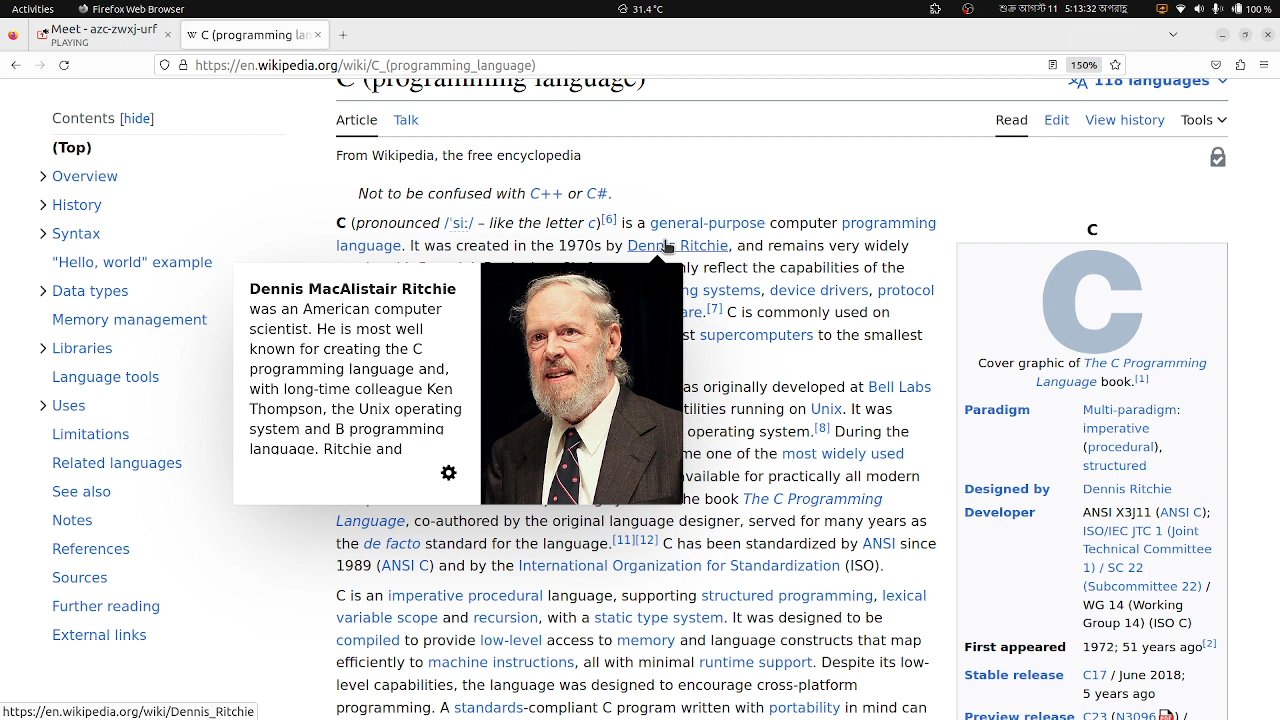 Activities
Firefox Web Browser
31.4 °C
শুক্র আগস্ট 11 5:13:32 অপরাহ্ণ
100 %
Meet - azc-zwxj-urf
PLAYING
C (programming lan
https://en.wikipedia.org/wiki/C_(programming_language)
150%
C (programming language)
118 languages
Contents [hide]
(Top)
Overview
History
Syntax
"Hello, world" example
Data types
Memory management
Libraries
Language tools
Uses
Limitations
Related languages
See also
Notes
References
Sources
Further reading
External links
Article Talk
Read Edit View history Tools
From Wikipedia, the free encyclopedia
Not to be confused with C++ or C#.
C (pronounced /ˈsiː/ – like the letter c)[6] is a general-purpose computer programming
language. It was created in the 1970s by Dennis Ritchie, and remains very widely
nly reflect the capabilities of the
ng systems, device drivers, protocol
are.[7] C is commonly used on
st supercomputers to the smallest
Dennis MacAlistair Ritchie
was an American computer
scientist. He is most well
known for creating the C
programming language and,
with long-time colleague Ken
Thompson, the Unix operating
system and B programming
language. Ritchie and
as originally developed at Bell Labs
tilities running on Unix. It was
operating system.[8] During the
me one of the most widely used
vailable for practically all modern
he book The C Programming
Language, co-authored by the original language designer, served for many years as
the de facto standard for the language.[11][12] C has been standardized by ANSI since
1989 (ANSI C) and by the International Organization for Standardization (ISO).
C is an imperative procedural language, supporting structured programming, lexical
variable scope and recursion, with a static type system. It was designed to be
compiled to provide low-level access to memory and language constructs that map
efficiently to machine instructions, all with minimal runtime support. Despite its low-
level capabilities, the language was designed to encourage cross-platform
programming. A standards-compliant C program written with portability in mind can
C
C
Cover graphic of The C Programming
Language book.[1]
Paradigm Multi-paradigm:
imperative
(procedural),
structured
Designed by Dennis Ritchie
Developer ANSI X3J11 (ANSI C);
ISO/IEC JTC 1 (Joint
Technical Committee
1) / SC 22
(Subcommittee 22) /
WG 14 (Working
Group 14) (ISO C)
First appeared 1972; 51 years ago[2]
Stable release C17 / June 2018;
5 years ago
Preview release C23 (N3096) /
https://en.wikipedia.org/wiki/Dennis_Ritchie